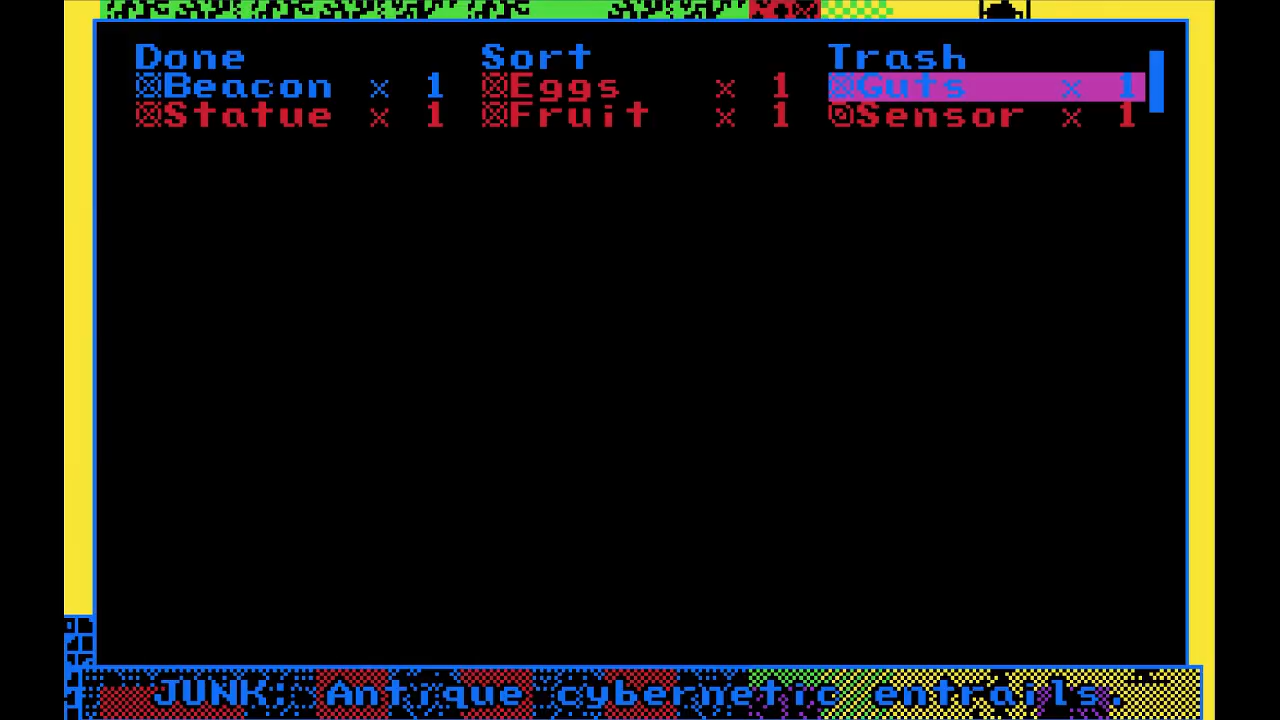 Done Sort Trash
Beacon x 1 Eggs x 1 Guts x 1
Statue x 1 Fruit x 1 Sensor x 1
JUNK; Antique cybernetic entrails.